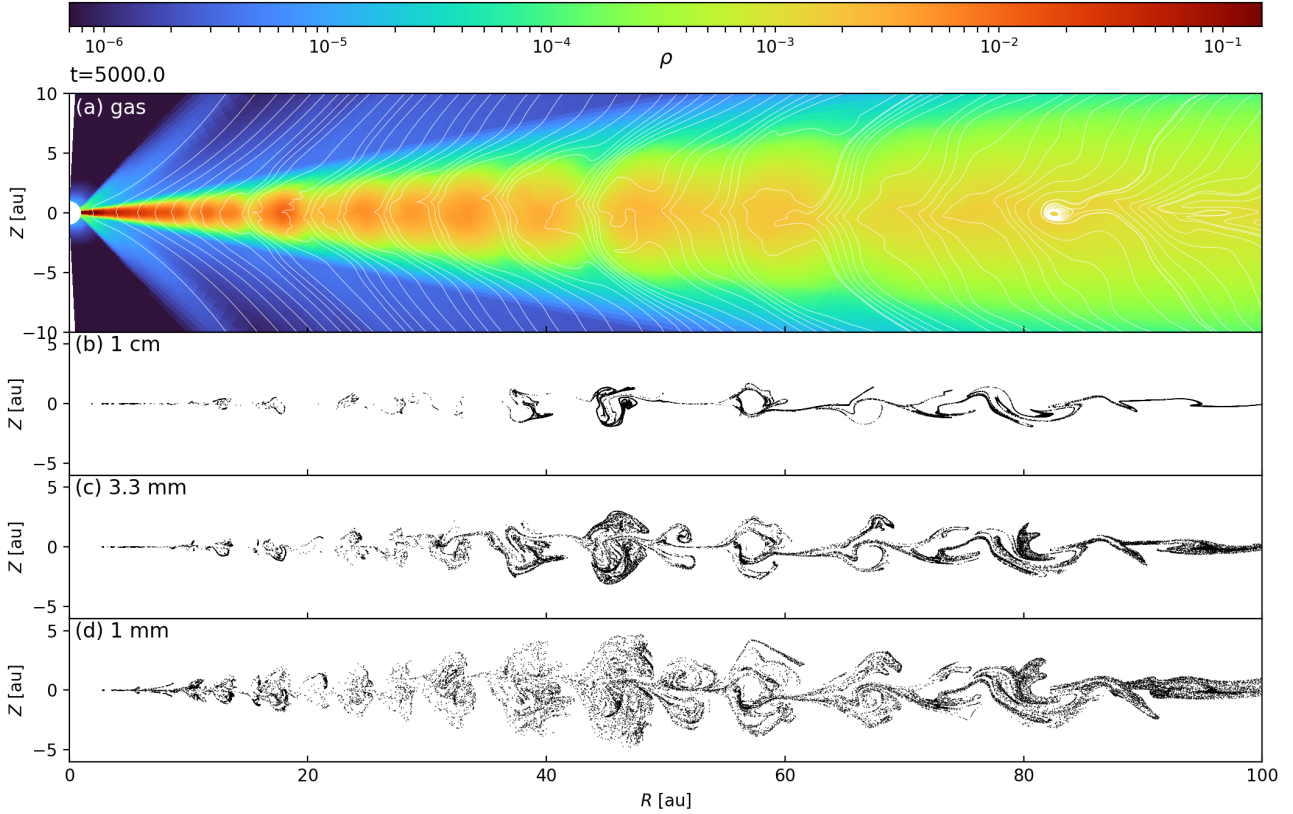 10⁻⁶ 10⁻⁵ 10⁻⁴ 10⁻³ 10⁻² 10⁻¹
ρ
t=5000.0
(a) gas
10
5
0
−5
−10
Z [au]
(b) 1 cm
5
0
−5
Z [au]
(c) 3.3 mm
5
0
−5
Z [au]
(d) 1 mm
5
0
−5
Z [au]
0 20 40 60 80 100
R [au]